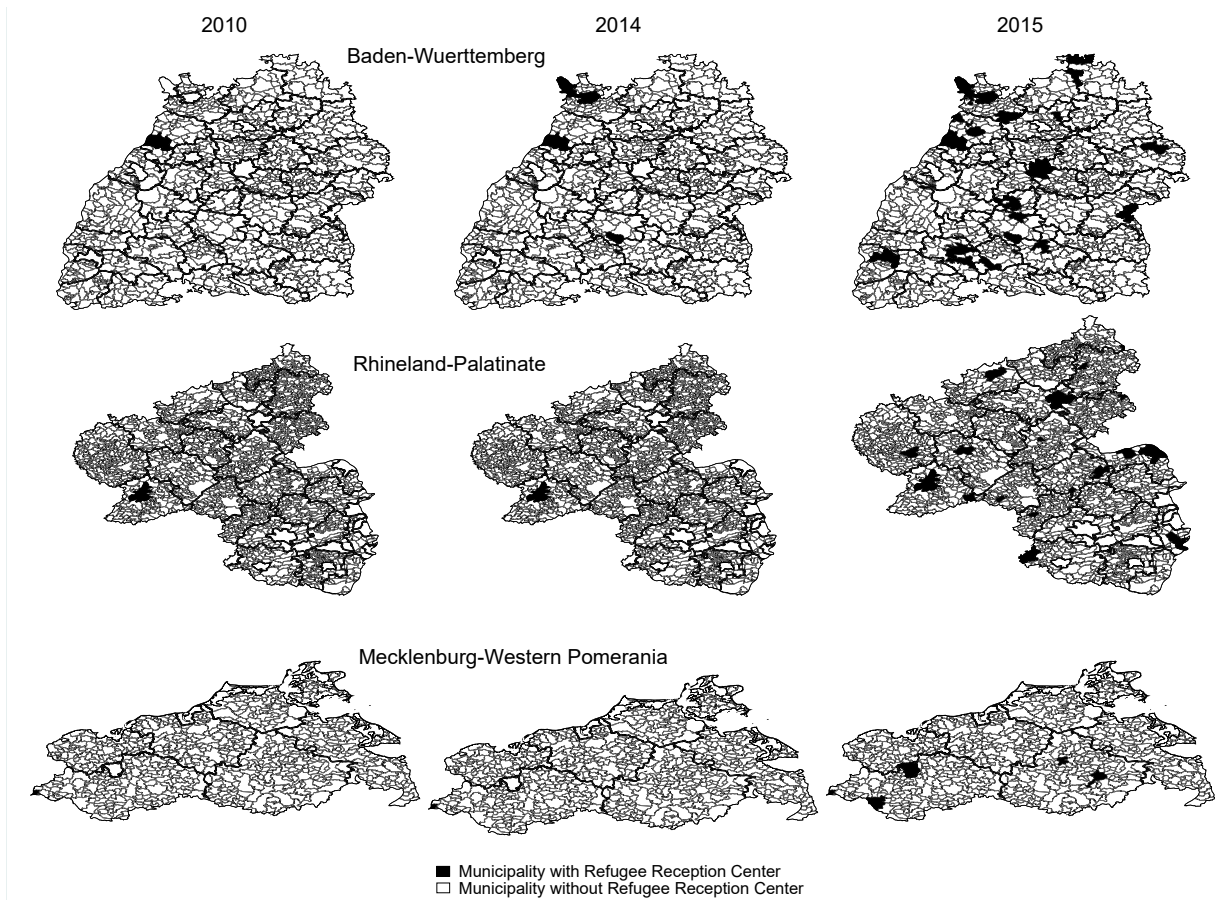 2010
2014
2015
Baden-Wuerttemberg
Rhineland-Palatinate
Mecklenburg-Western Pomerania
Municipality with Refugee Reception Center
Municipality without Refugee Reception Center